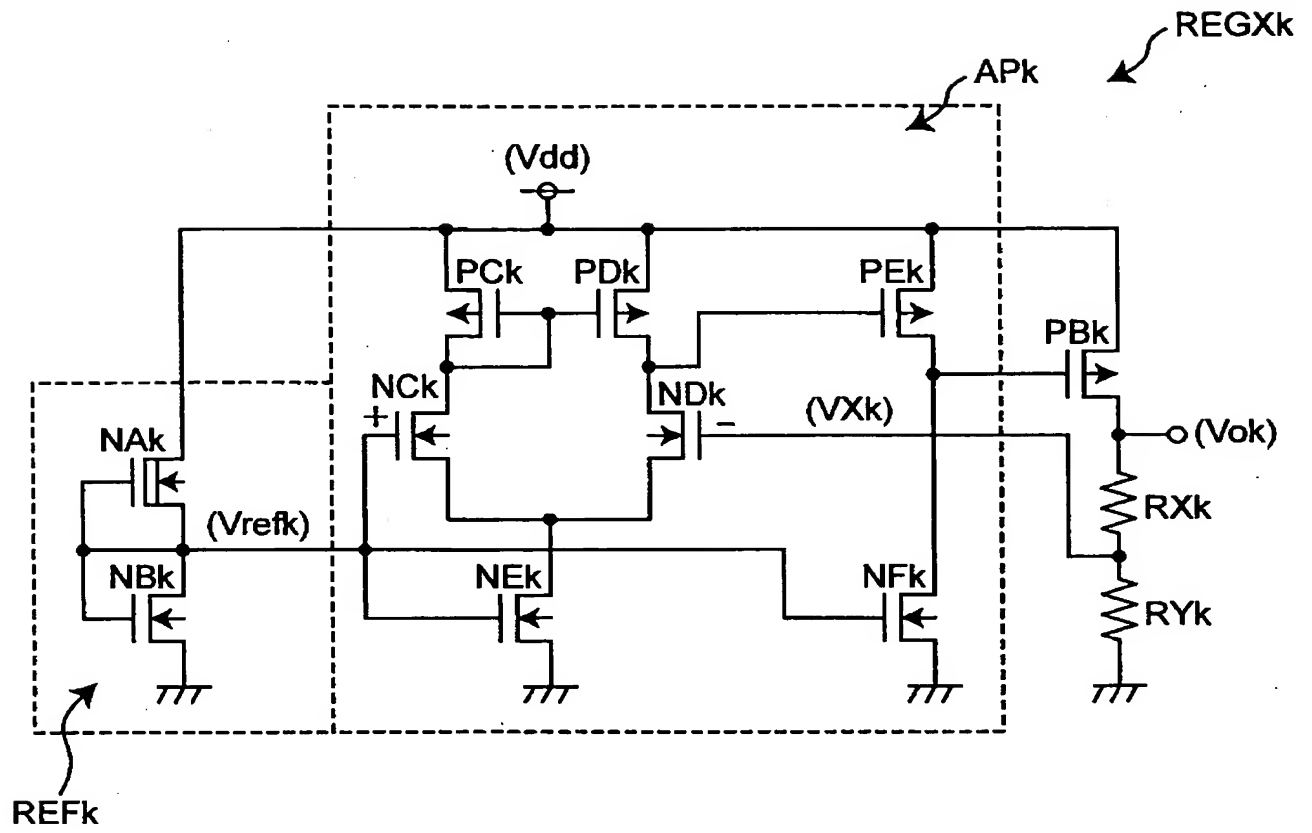 REGXk
APk
(Vdd)
PCk
PDk
PEk
PBk
NCk
+
NDk
-
(VXk)
(Vok)
NAk
RXk
(Vrefk)
NBk
NEk
NFk
RYk
REFk